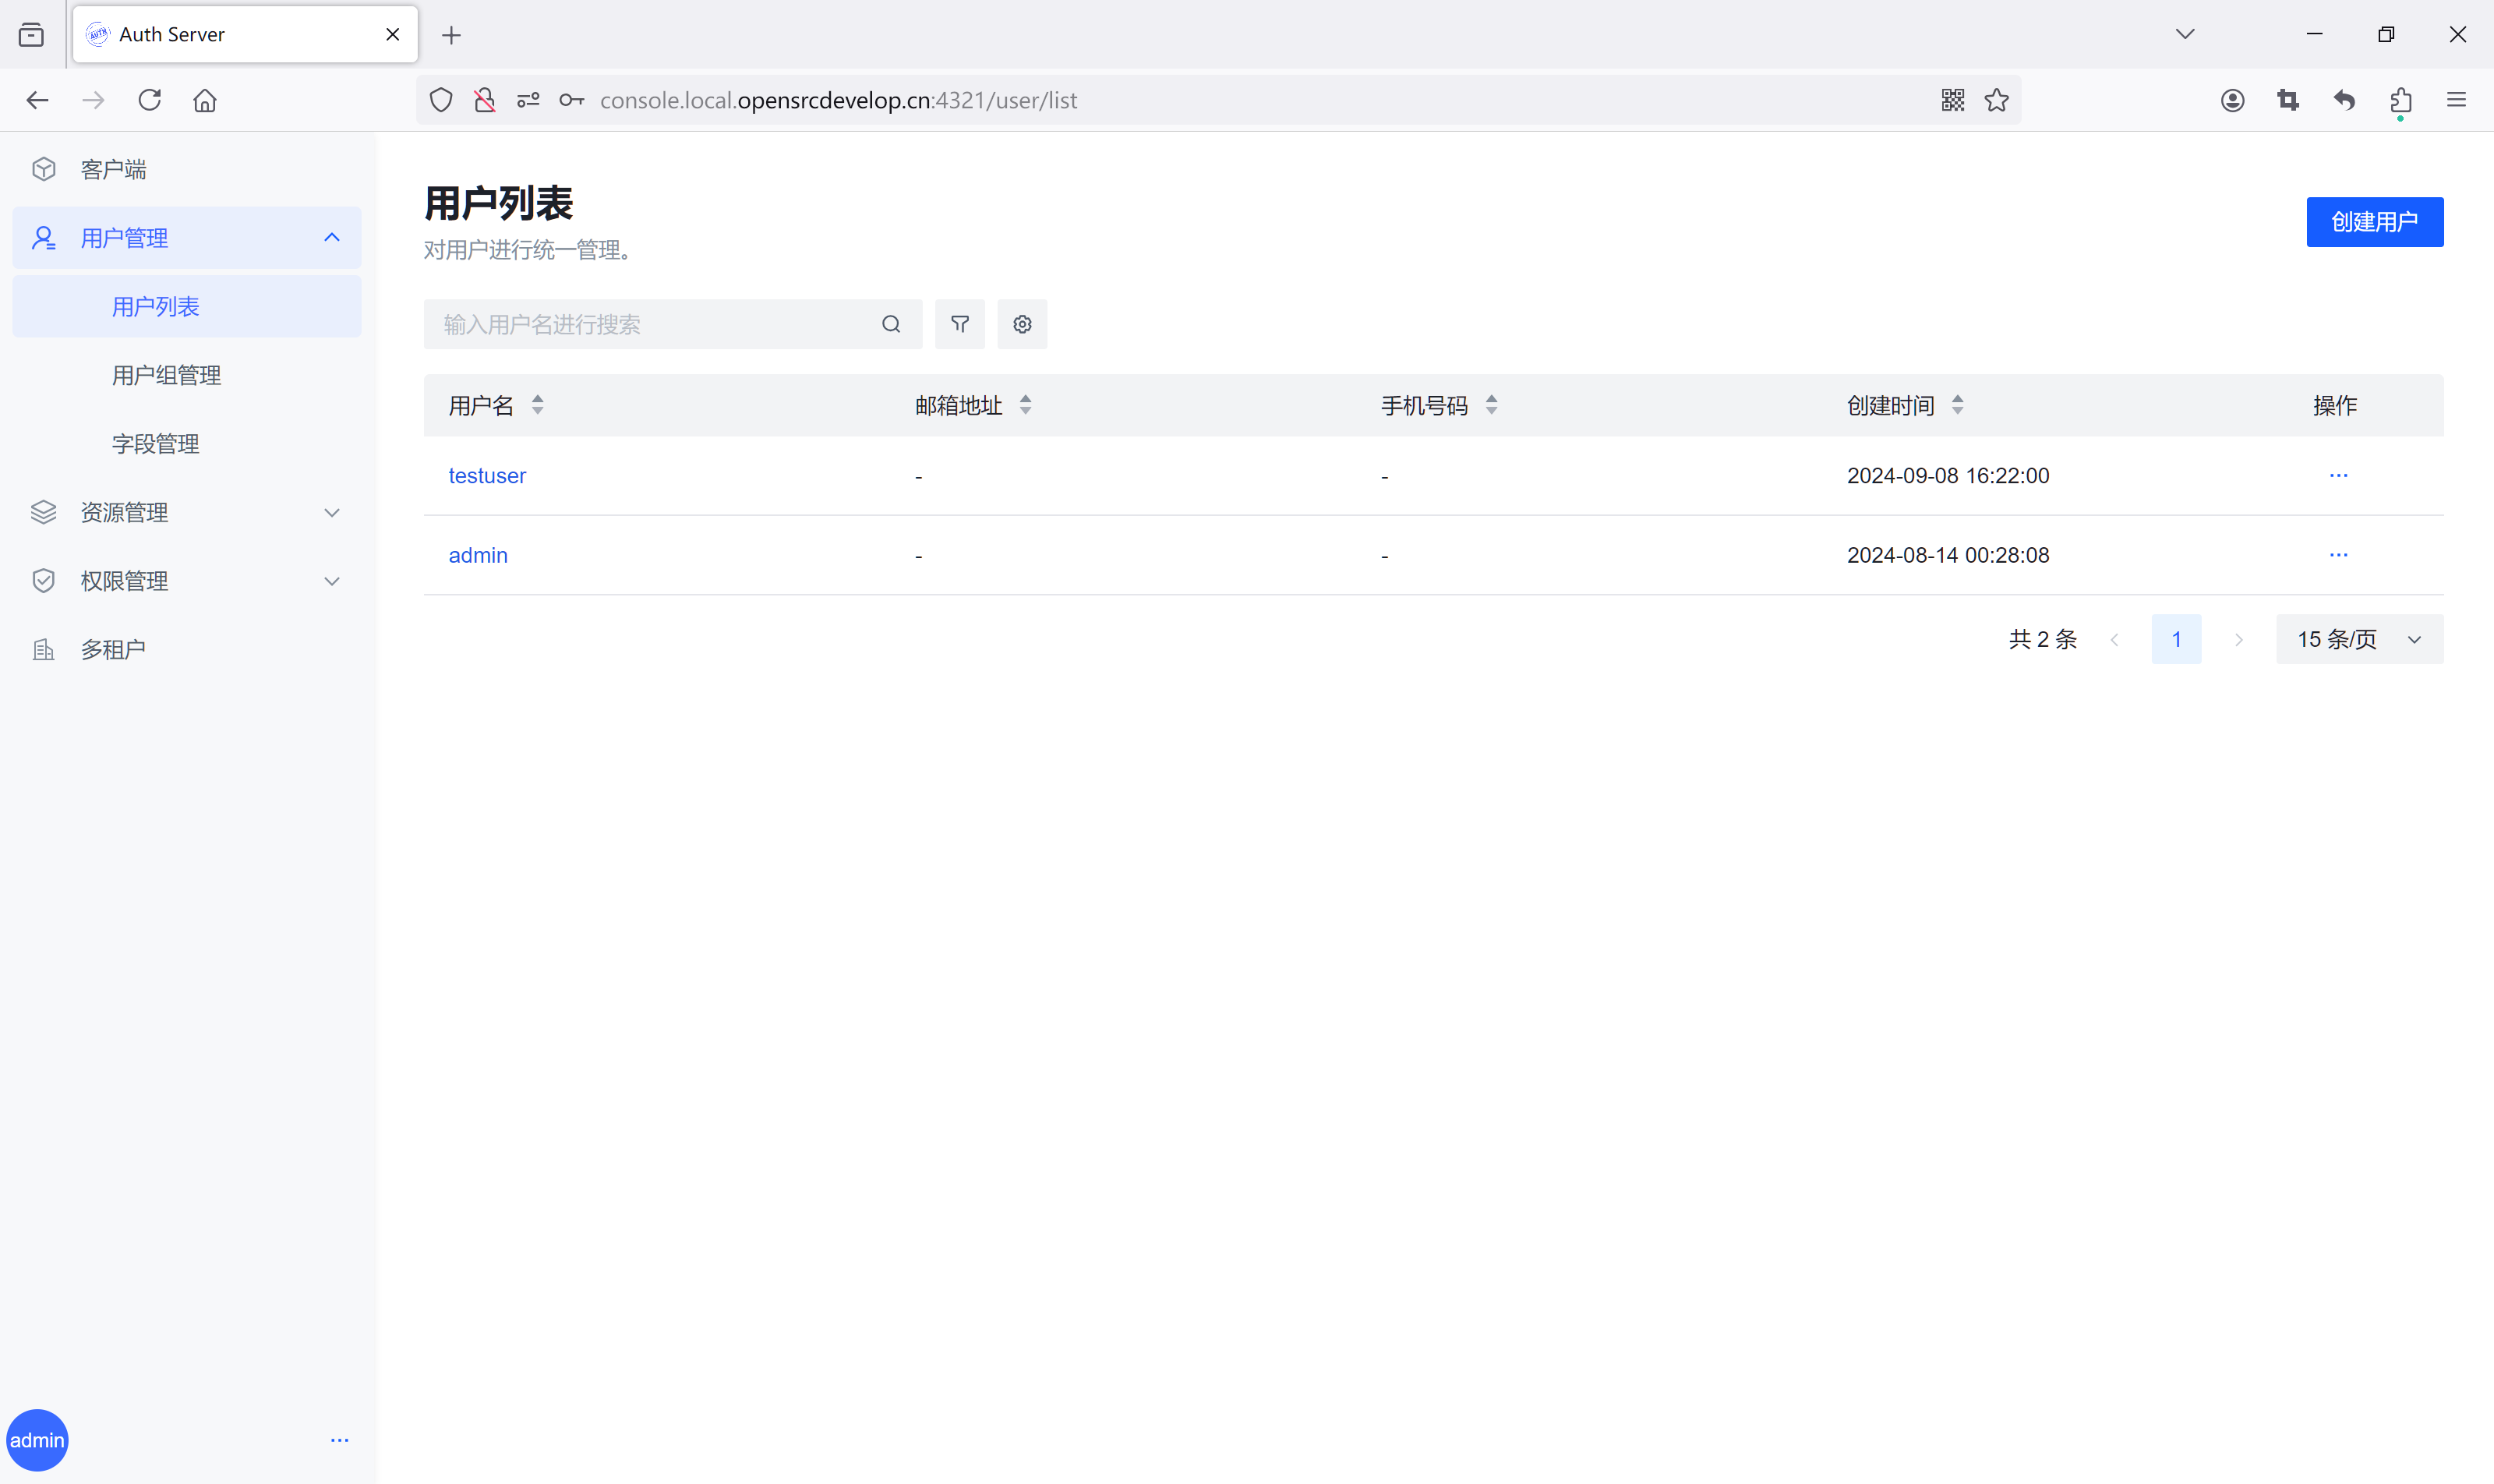 Auth Server
console.local.opensrcdevelop.cn:4321/user/list
客户端
用户管理
用户列表
用户组管理
字段管理
资源管理
权限管理
多租户
admin
···
用户列表
对用户进行统一管理。
创建用户
输入用户名进行搜索
用户名 邮箱地址 手机号码 创建时间 操作
testuser - - 2024-09-08 16:22:00 ···
admin - - 2024-08-14 00:28:08 ···
共 2 条 1 15 条/页